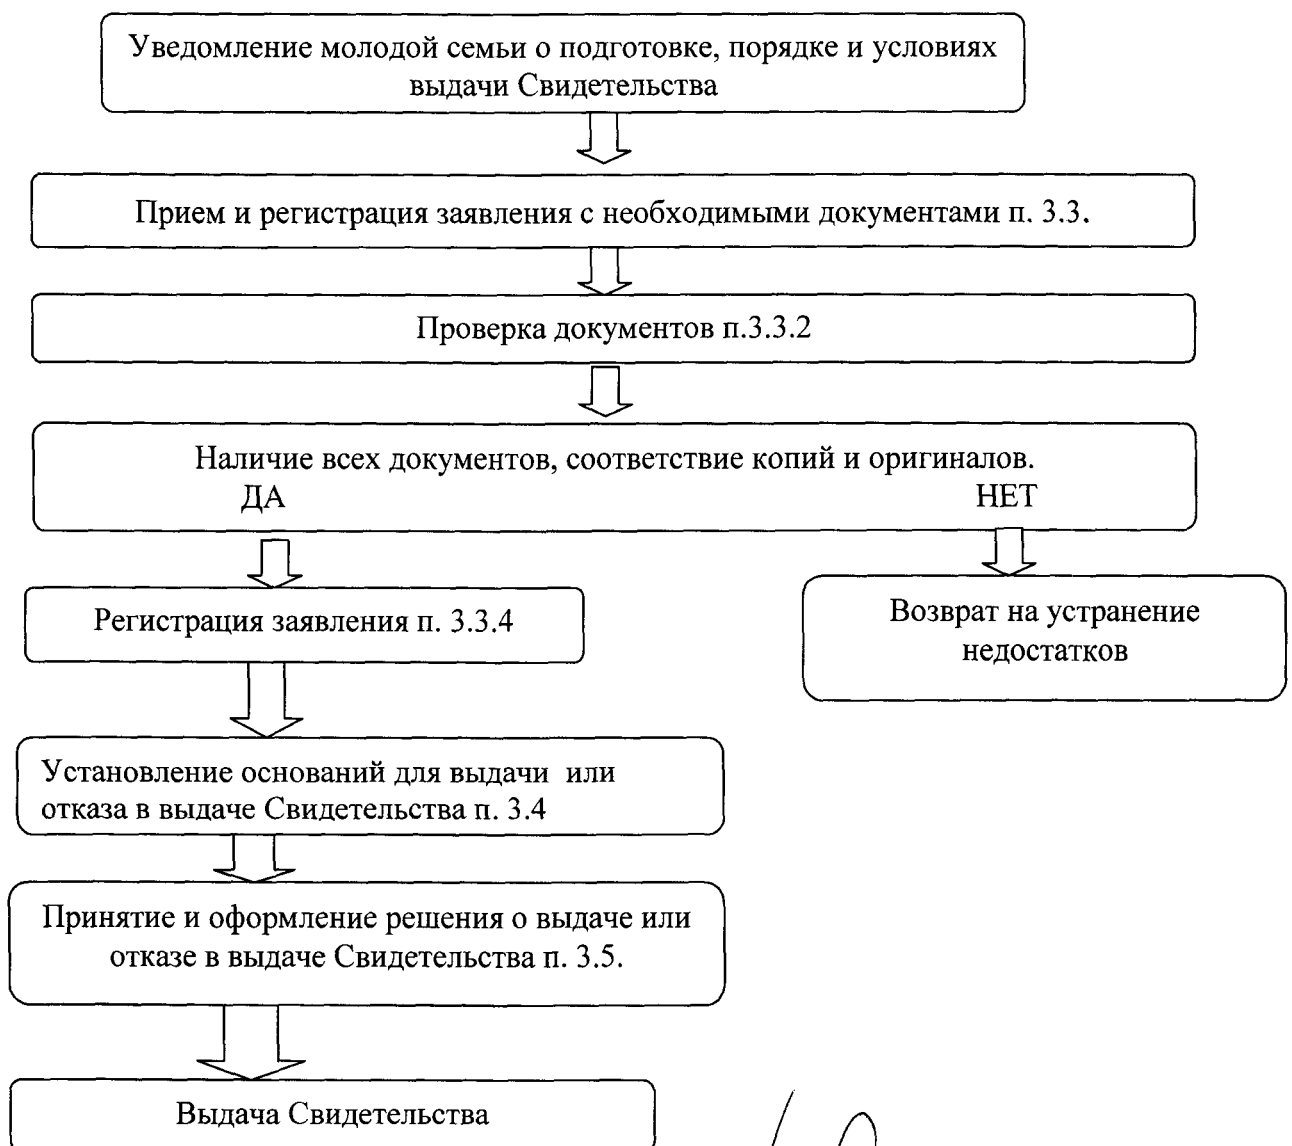 Уведомление молодой семьи о подготовке, порядке и условиях
выдачи Свидетельства
Прием и регистрация заявления с необходимыми документами п. 3.3.
Проверка документов п.3.3.2
Наличие всех документов, соответствие копий и оригиналов.
ДА НЕТ
Регистрация заявления п. 3.3.4
Возврат на устранение
недостатков
Установление оснований для выдачи или
отказа в выдаче Свидетельства п. 3.4
Принятие и оформление решения о выдаче или
отказе в выдаче Свидетельства п. 3.5.
Выдача Свидетельства